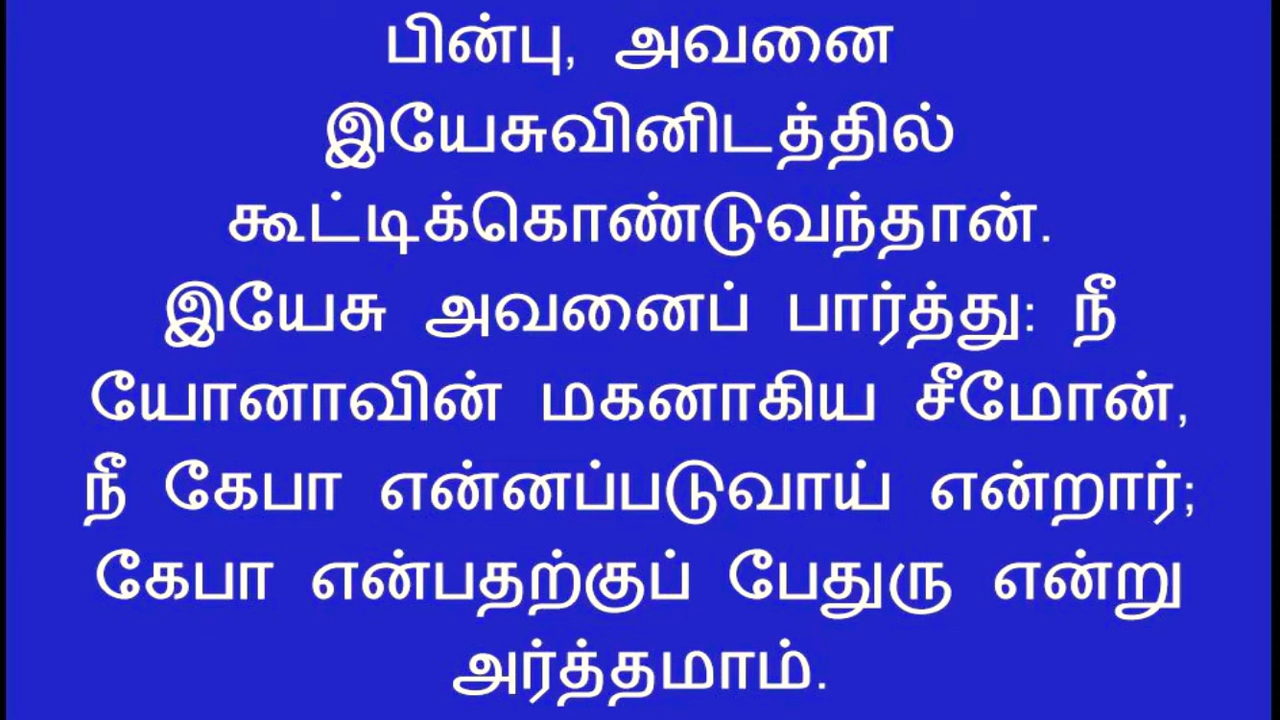 பின்பு, அவனை
இயேசுவினிடத்தில்
கூட்டிக்கொண்டுவந்தான்.
இயேசு அவனைப் பார்த்து: நீ
யோனாவின் மகனாகிய சீமோன்,
நீ கேபா என்னப்படுவாய் என்றார்;
கேபா என்பதற்குப் பேதுரு என்று
அர்த்தமாம்.